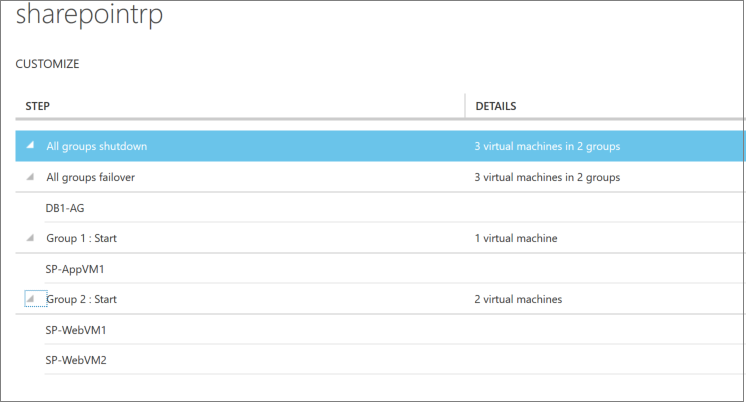 sharepointrp
CUSTOMIZE
STEP DETAILS
All groups shutdown 3 virtual machines in 2 groups
All groups failover 3 virtual machines in 2 groups
DB1-AG
Group 1 : Start 1 virtual machine
SP-AppVM1
Group 2 : Start 2 virtual machines
SP-WebVM1
SP-WebVM2